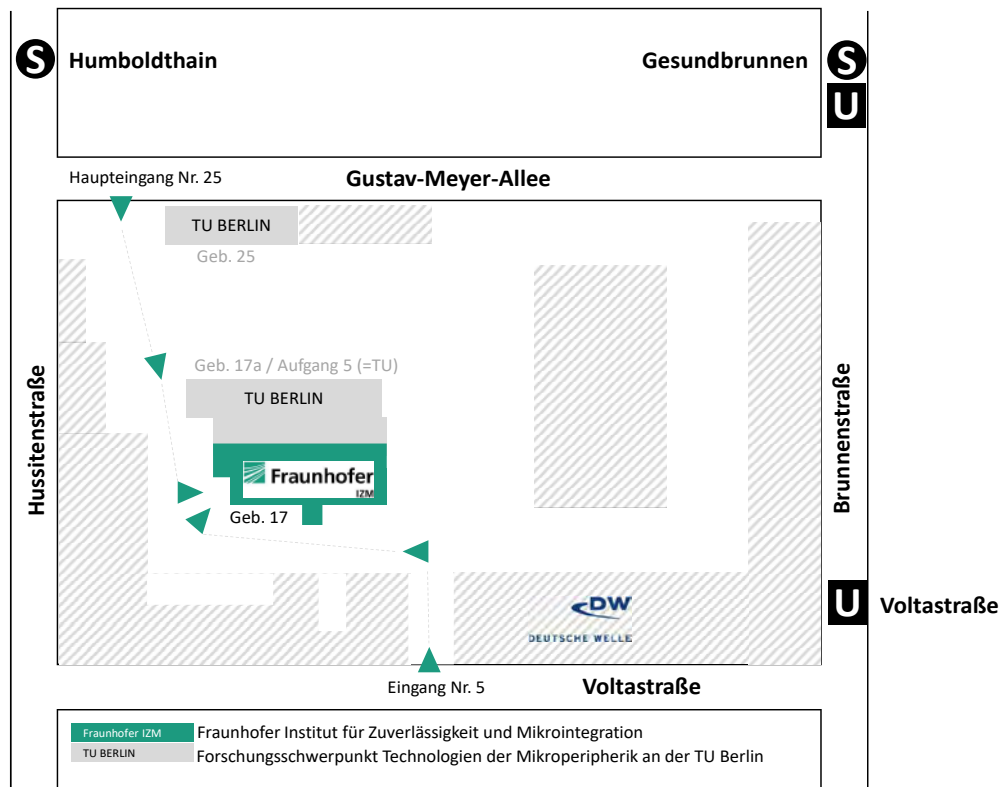 S Humboldthain
Gesundbrunnen S
U
Haupteingang Nr. 25
Gustav-Meyer-Allee
TU BERLIN
Geb. 25
Geb. 17a / Aufgang 5 (=TU)
TU BERLIN
Hussitenstraße
Brunnenstraße
Fraunhofer
IZM
Geb. 17
DW
DEUTSCHE WELLE
U Voltastraße
Eingang Nr. 5
Voltastraße
Fraunhofer IZM Fraunhofer Institut für Zuverlässigkeit und Mikrointegration
TU BERLIN Forschungsschwerpunkt Technologien der Mikroperipherik an der TU Berlin